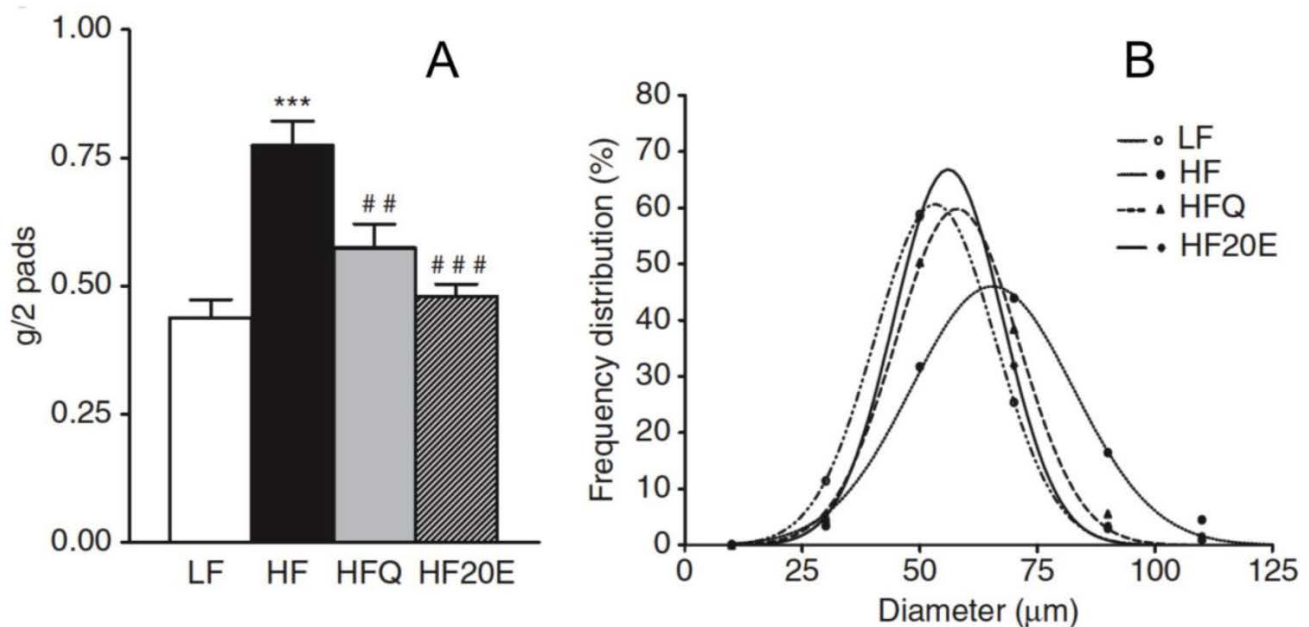 A
1.00
0.75
0.50
0.25
0.00
g/2 pads
***
# #
# # #
LF HF HFQ HF20E
B
80
70
60
50
40
30
20
10
0
Frequency distribution (%)
LF
HF
HFQ
HF20E
0 25 50 75 100 125
Diameter (μm)